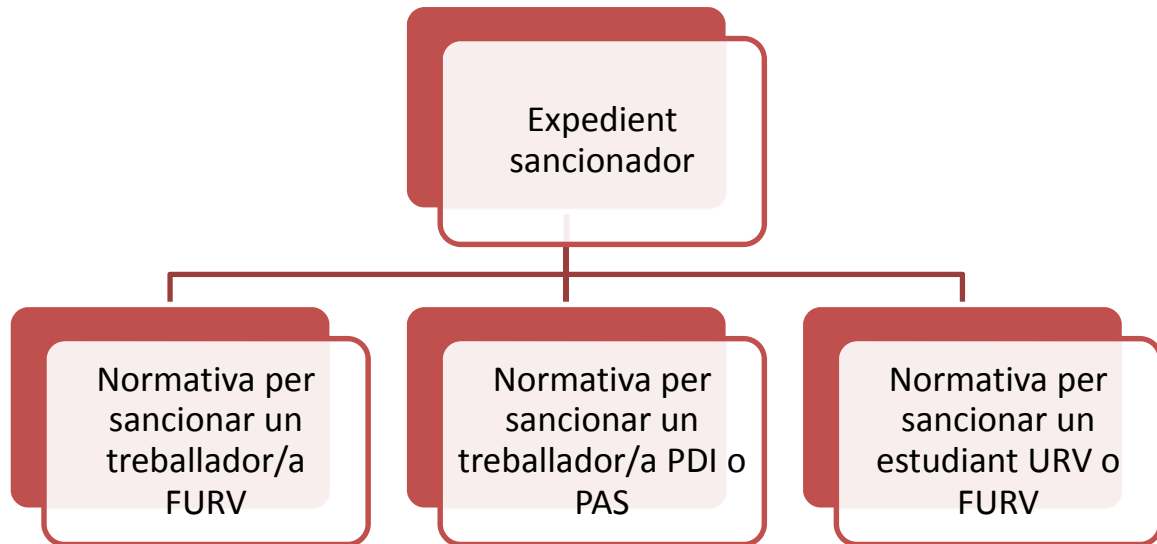 Expedient
sancionador
Normativa per
sancionar un
treballador/a
FURV
Normativa per
sancionar un
treballador/a PDI o
PAS
Normativa per
sancionar un
estudiant URV o
FURV